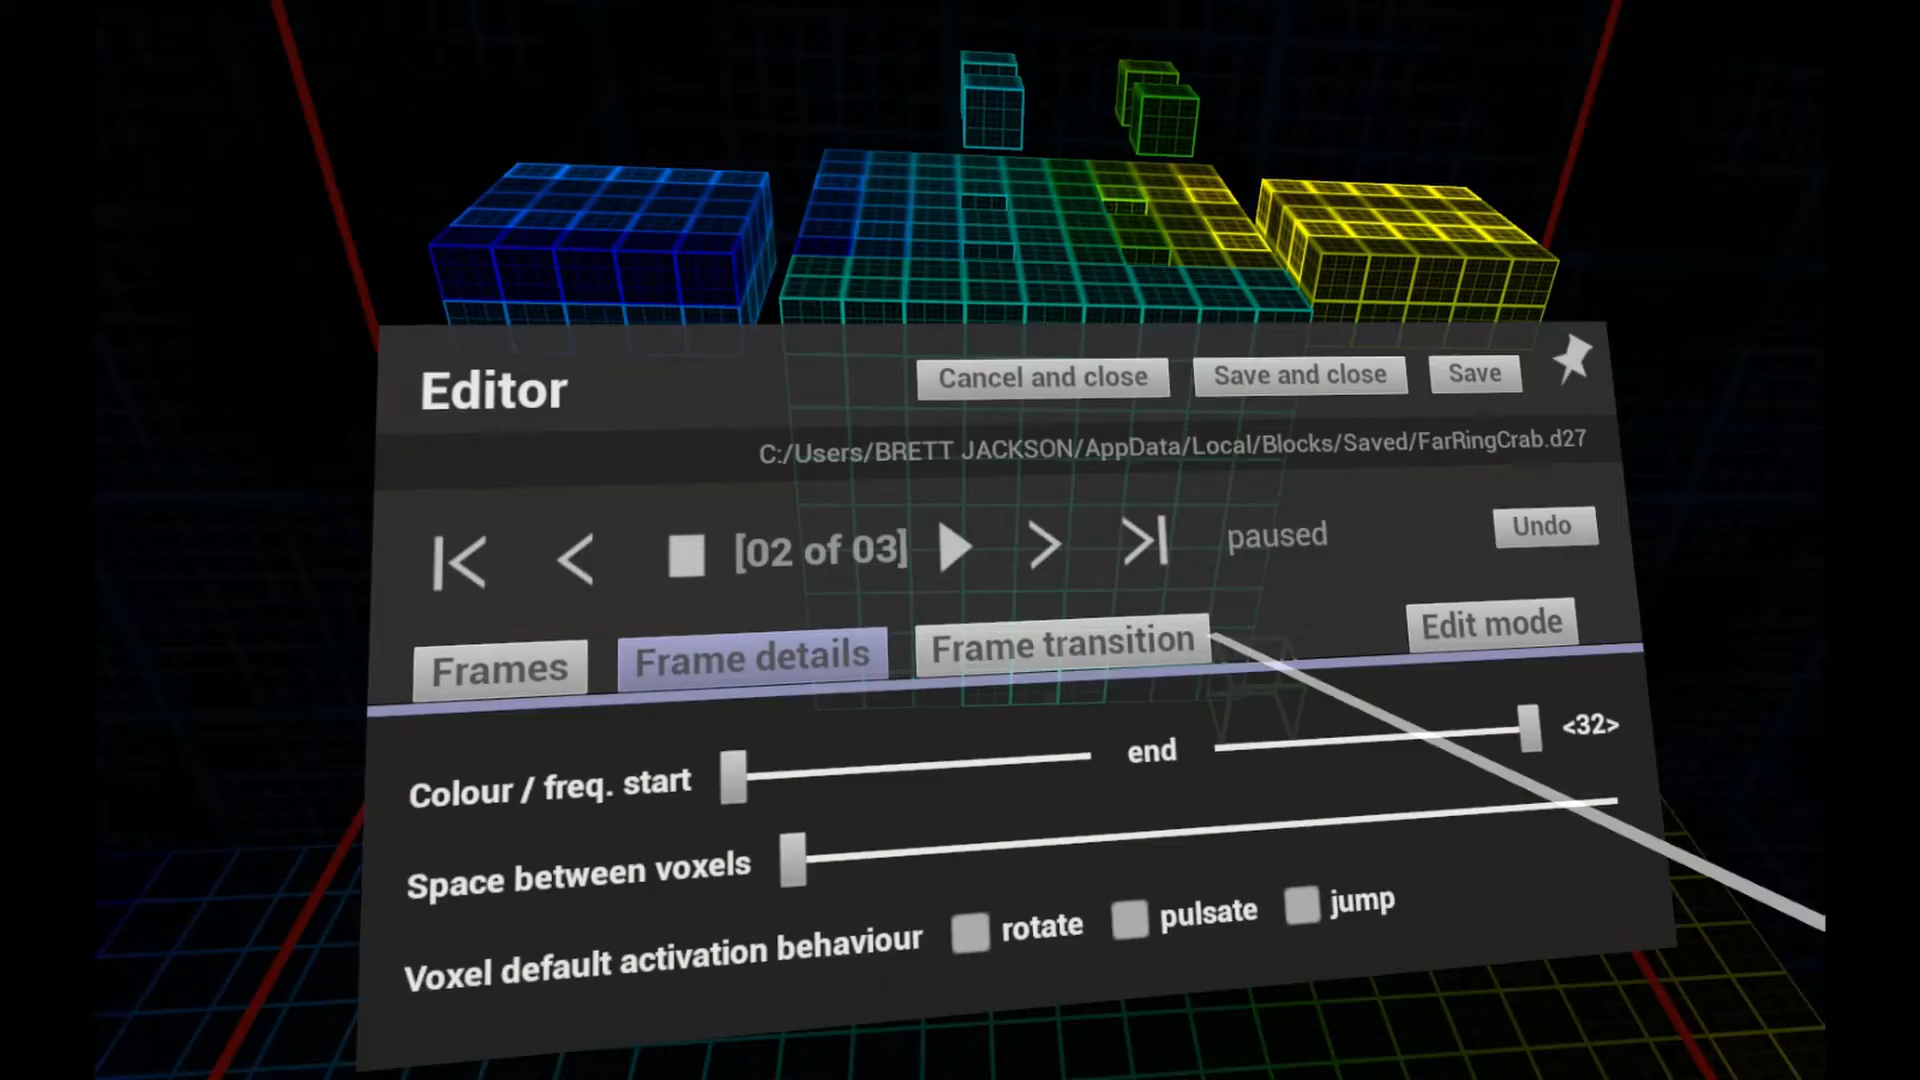 Editor
Cancel and close
Save and close
Save
C:/Users/BRETT JACKSON/AppData/Local/Blocks/Saved/FarRingCrab.d27
[02 of 03]
paused
Undo
Frames
Frame details
Frame transition
Edit mode
Colour / freq. start
end
<32>
Space between voxels
Voxel default activation behaviour
rotate
pulsate
jump